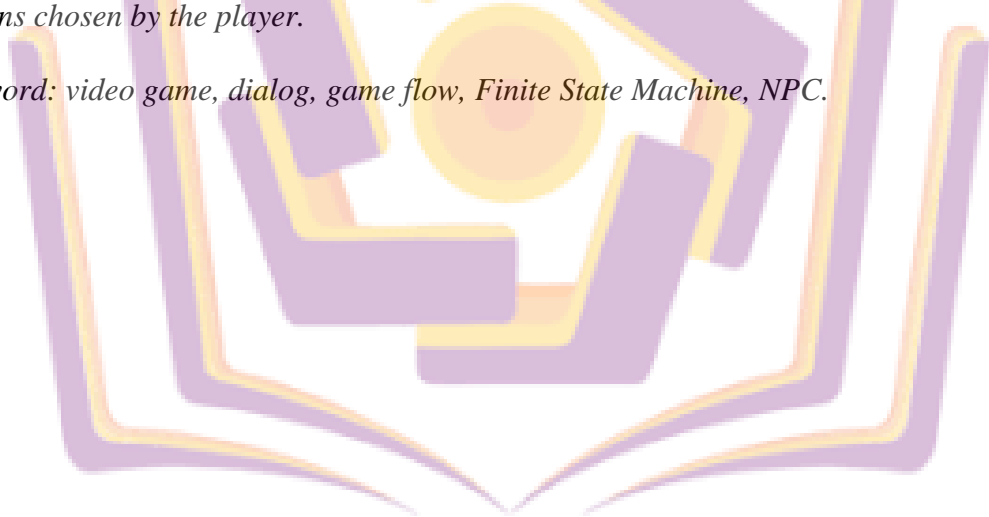 ns chosen by the player.
ord: video game, dialog, game flow, Finite State Machine, NPC.